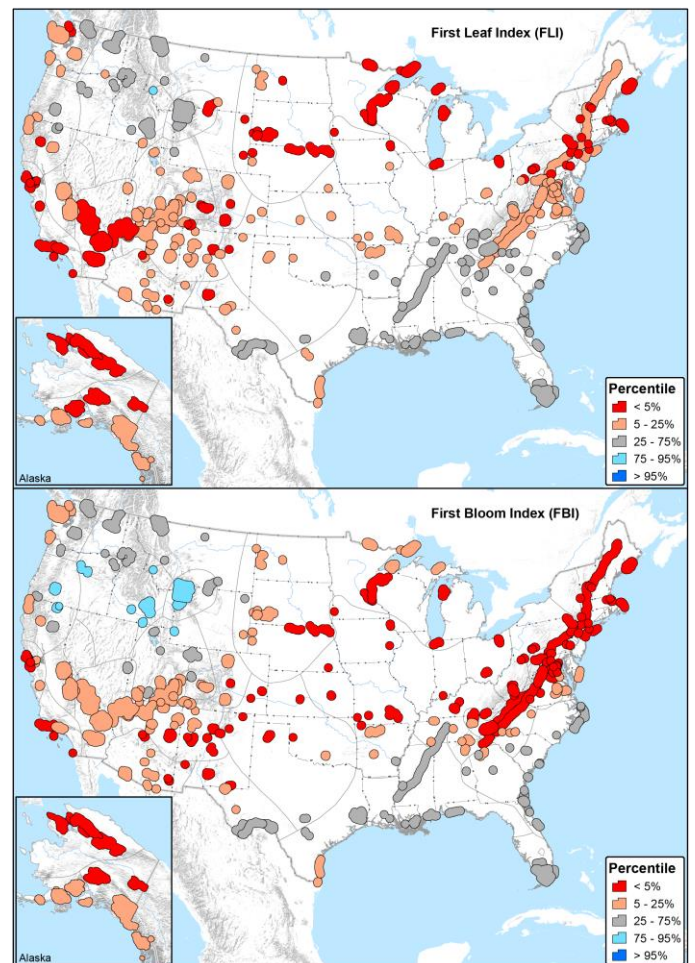 First Leaf Index (FLI)
Percentile
< 5%
5 - 25%
25 - 75%
75 - 95%
> 95%
Alaska
First Bloom Index (FBI)
Percentile
< 5%
5 - 25%
25 - 75%
75 - 95%
> 95%
Alaska